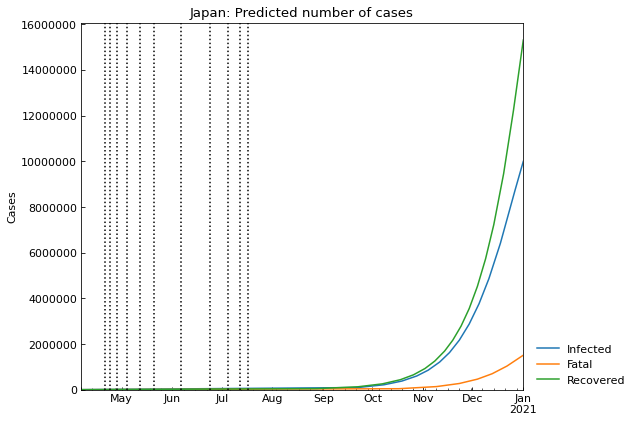 Japan: Predicted number of cases
16000000
14000000
12000000
10000000
8000000
6000000
4000000
2000000
0
Cases
May Jun Jul Aug Sep Oct Nov Dec Jan
2021
Infected
Fatal
Recovered